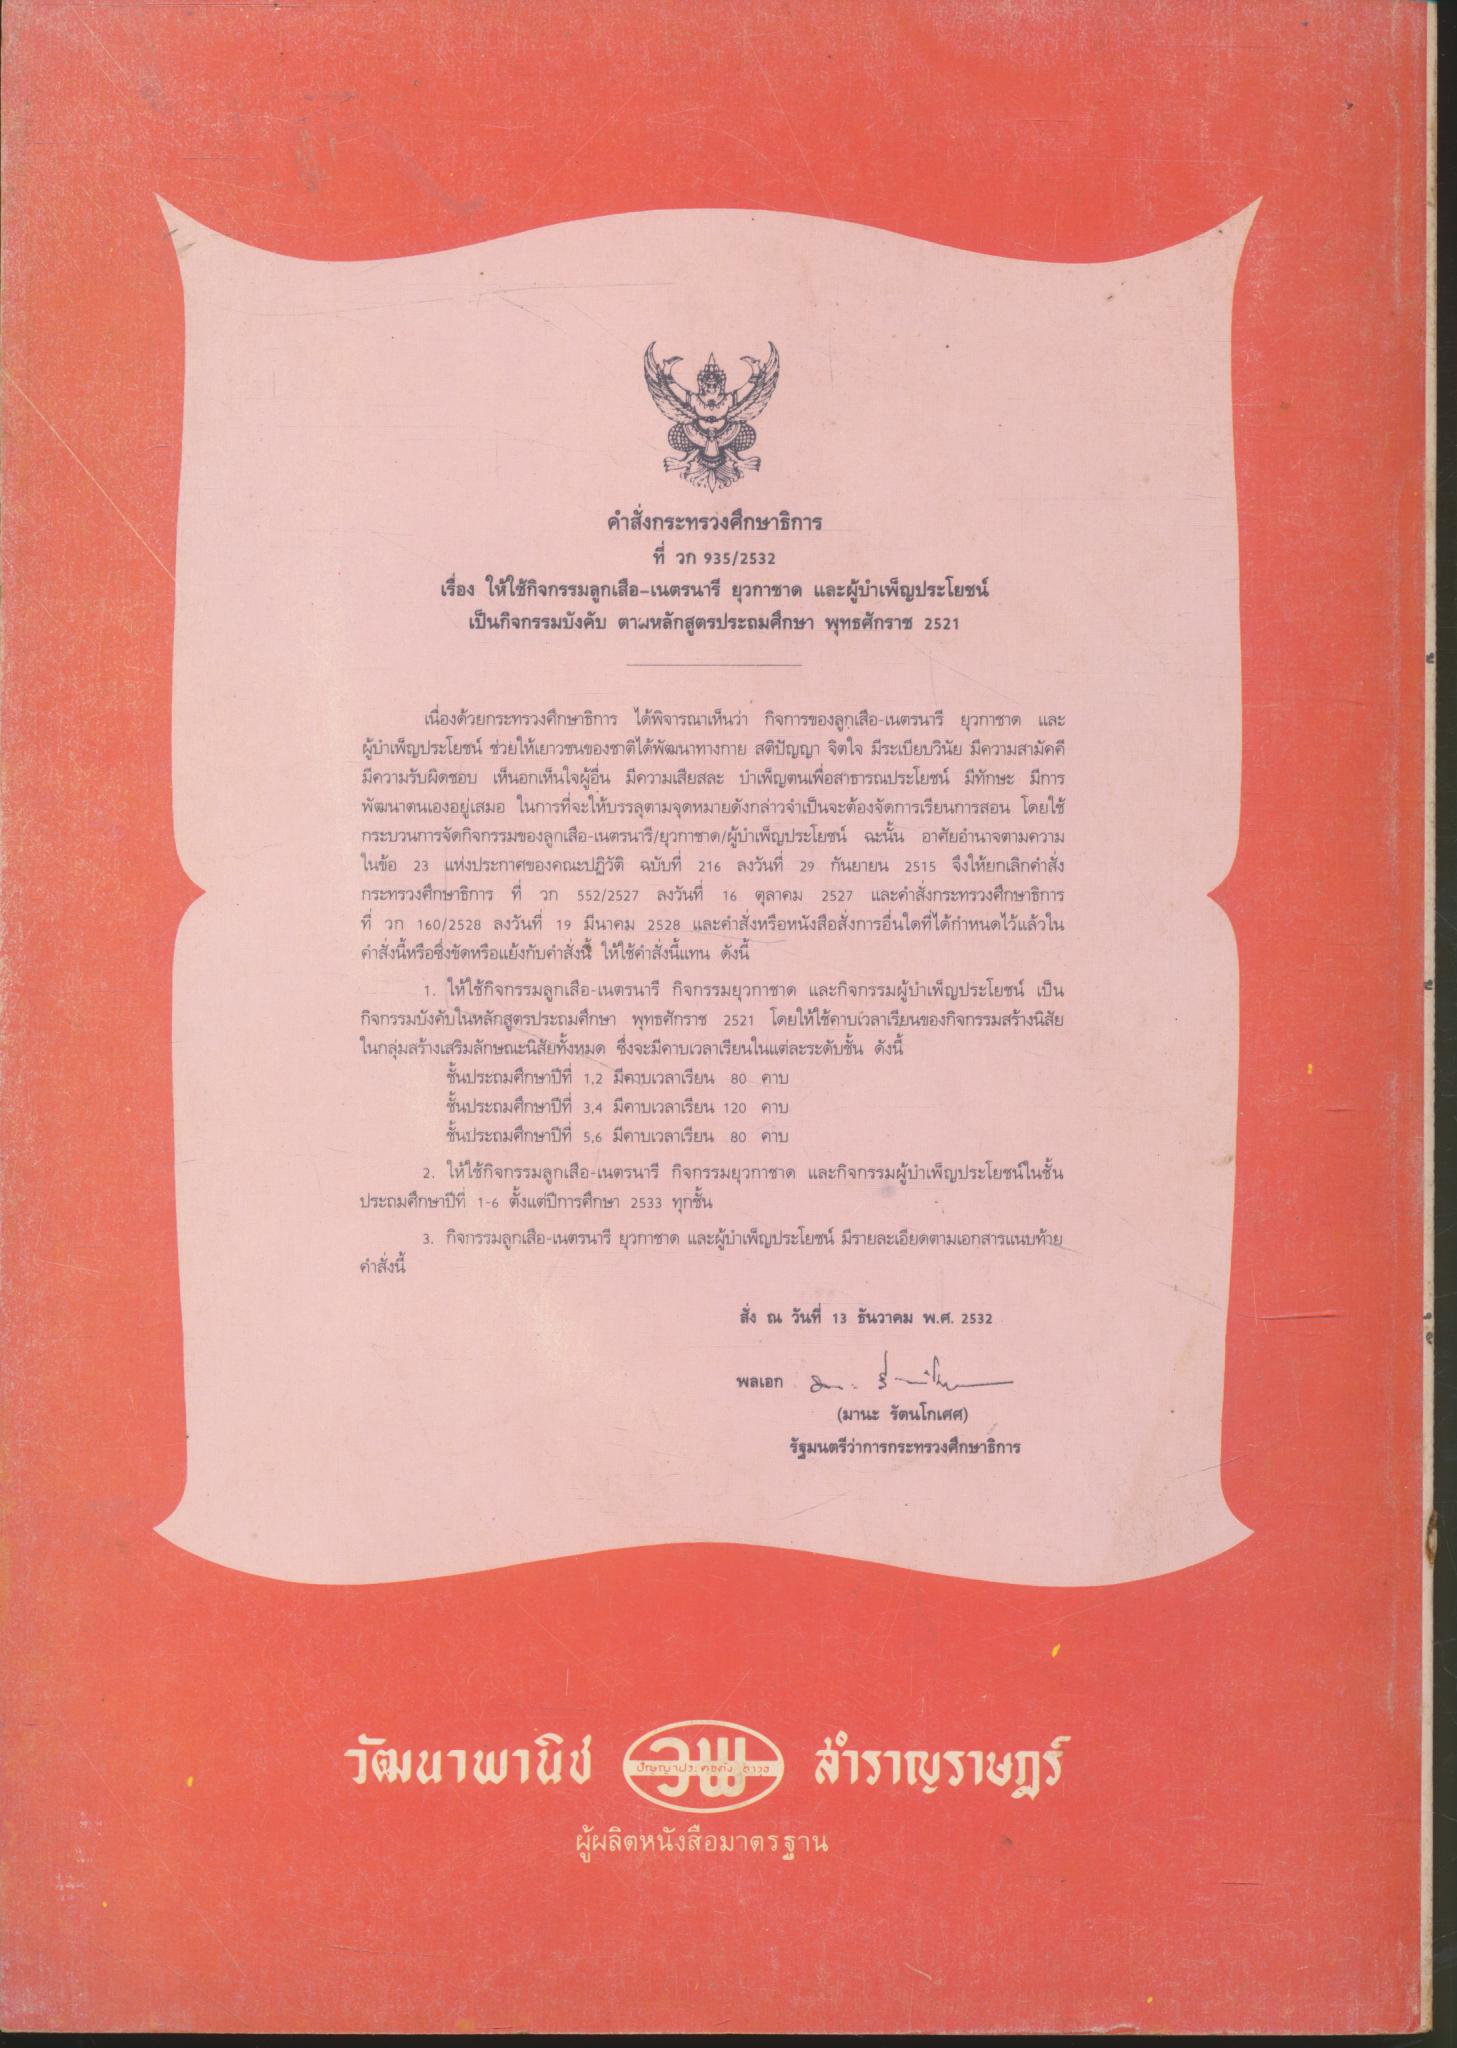 คำสั่งกระทรวงศึกษาธิการ
ที่ วก 935/2532
เรื่อง ให้ใช้กิจกรรมลูกเสือ-เนตรนารี ยุวกาชาด และผู้บำเพ็ญประโยชน์
เป็นกิจกรรมบังคับ ตามหลักสูตรประถมศึกษา พุทธศักราช 2521
เนื่องด้วยกระทรวงศึกษาธิการ ได้พิจารณาเห็นว่า กิจการของลูกเสือ-เนตรนารี ยุวกาชาด และ
ผู้บำเพ็ญประโยชน์ ช่วยให้เยาวชนของชาติได้พัฒนาทางกาย สติปัญญา จิตใจ มีระเบียบวินัย มีความสามัคคี
มีความรับผิดชอบ เห็นอกเห็นใจผู้อื่น มีความเสียสละ บำเพ็ญตนเพื่อสาธารณประโยชน์ มีทักษะ มีการ
พัฒนาตนเองอยู่เสมอ ในการที่จะให้บรรลุตามจุดหมายดังกล่าวจำเป็นจะต้องจัดการเรียนการสอน โดยใช้
กระบวนการจัดกิจกรรมของลูกเสือ-เนตรนารี/ยุวกาชาด/ผู้บำเพ็ญประโยชน์ ฉะนั้น อาศัยอำนาจตามความ
ในข้อ 23 แห่งประกาศของคณะปฏิวัติ ฉบับที่ 216 ลงวันที่ 29 กันยายน 2515 จึงให้ยกเลิกคำสั่ง
กระทรวงศึกษาธิการ ที่ วก 552/2527 ลงวันที่ 16 ตุลาคม 2527 และคำสั่งกระทรวงศึกษาธิการ
ที่ วก 160/2528 ลงวันที่ 19 มีนาคม 2528 และคำสั่งหรือหนังสือสั่งการอื่นใดที่ได้กำหนดไว้แล้วใน
คำสั่งนี้หรือซึ่งขัดหรือแย้งกับคำสั่งนี้ ให้ใช้คำสั่งนี้แทน ดังนี้
1. ให้ใช้กิจกรรมลูกเสือ-เนตรนารี กิจกรรมยุวกาชาด และกิจกรรมผู้บำเพ็ญประโยชน์ เป็น
กิจกรรมบังคับในหลักสูตรประถมศึกษา พุทธศักราช 2521 โดยให้ใช้คาบเวลาเรียนของกิจกรรมสร้างนิสัย
ในกลุ่มสร้างเสริมลักษณะนิสัยทั้งหมด ซึ่งจะมีคาบเวลาเรียนในแต่ละระดับชั้น ดังนี้
ชั้นประถมศึกษาปีที่ 1,2 มีคาบเวลาเรียน 80 คาบ
ชั้นประถมศึกษาปีที่ 3,4 มีคาบเวลาเรียน 120 คาบ
ชั้นประถมศึกษาปีที่ 5,6 มีคาบเวลาเรียน 80 คาบ
2. ให้ใช้กิจกรรมลูกเสือ-เนตรนารี กิจกรรมยุวกาชาด และกิจกรรมผู้บำเพ็ญประโยชน์ในชั้น
ประถมศึกษาปีที่ 1-6 ตั้งแต่ปีการศึกษา 2533 ทุกชั้น
3. กิจกรรมลูกเสือ-เนตรนารี ยุวกาชาด และผู้บำเพ็ญประโยชน์ มีรายละเอียดตามเอกสารแนบท้าย
คำสั่งนี้
สั่ง ณ วันที่ 13 ธันวาคม พ.ศ. 2532
พลเอก
(มานะ รัตนโกเศศ)
รัฐมนตรีว่าการกระทรวงศึกษาธิการ
วัฒนาพานิช วพ สำราญราษฎร์
ผู้ผลิตหนังสือมาตรฐาน